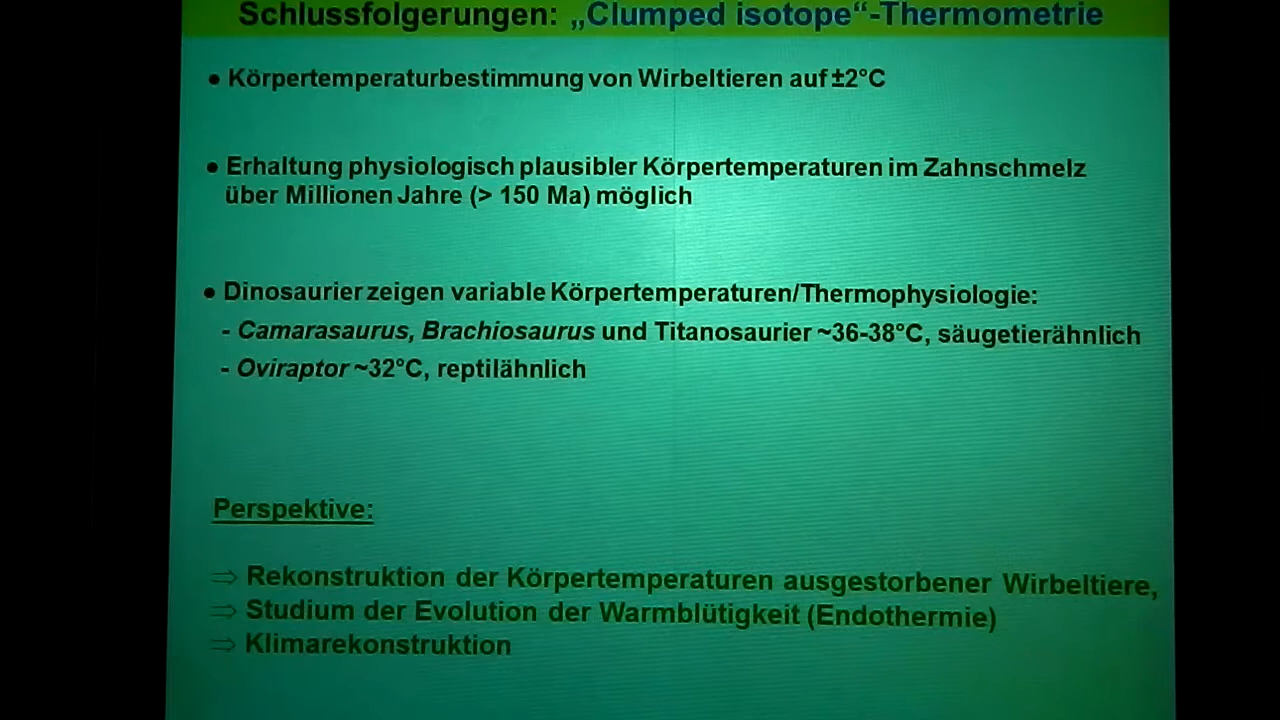 Schlussfolgerungen: „Clumped isotope“-Thermometrie
• Körpertemperaturbestimmung von Wirbeltieren auf ±2°C
• Erhaltung physiologisch plausibler Körpertemperaturen im Zahnschmelz
über Millionen Jahre (> 150 Ma) möglich
• Dinosaurier zeigen variable Körpertemperaturen/Thermophysiologie:
- Camarasaurus, Brachiosaurus und Titanosaurier ~36-38°C, säugetierähnlich
- Oviraptor ~32°C, reptilähnlich
Perspektive:
⇒ Rekonstruktion der Körpertemperaturen ausgestorbener Wirbeltiere,
⇒ Studium der Evolution der Warmblütigkeit (Endothermie)
⇒ Klimarekonstruktion